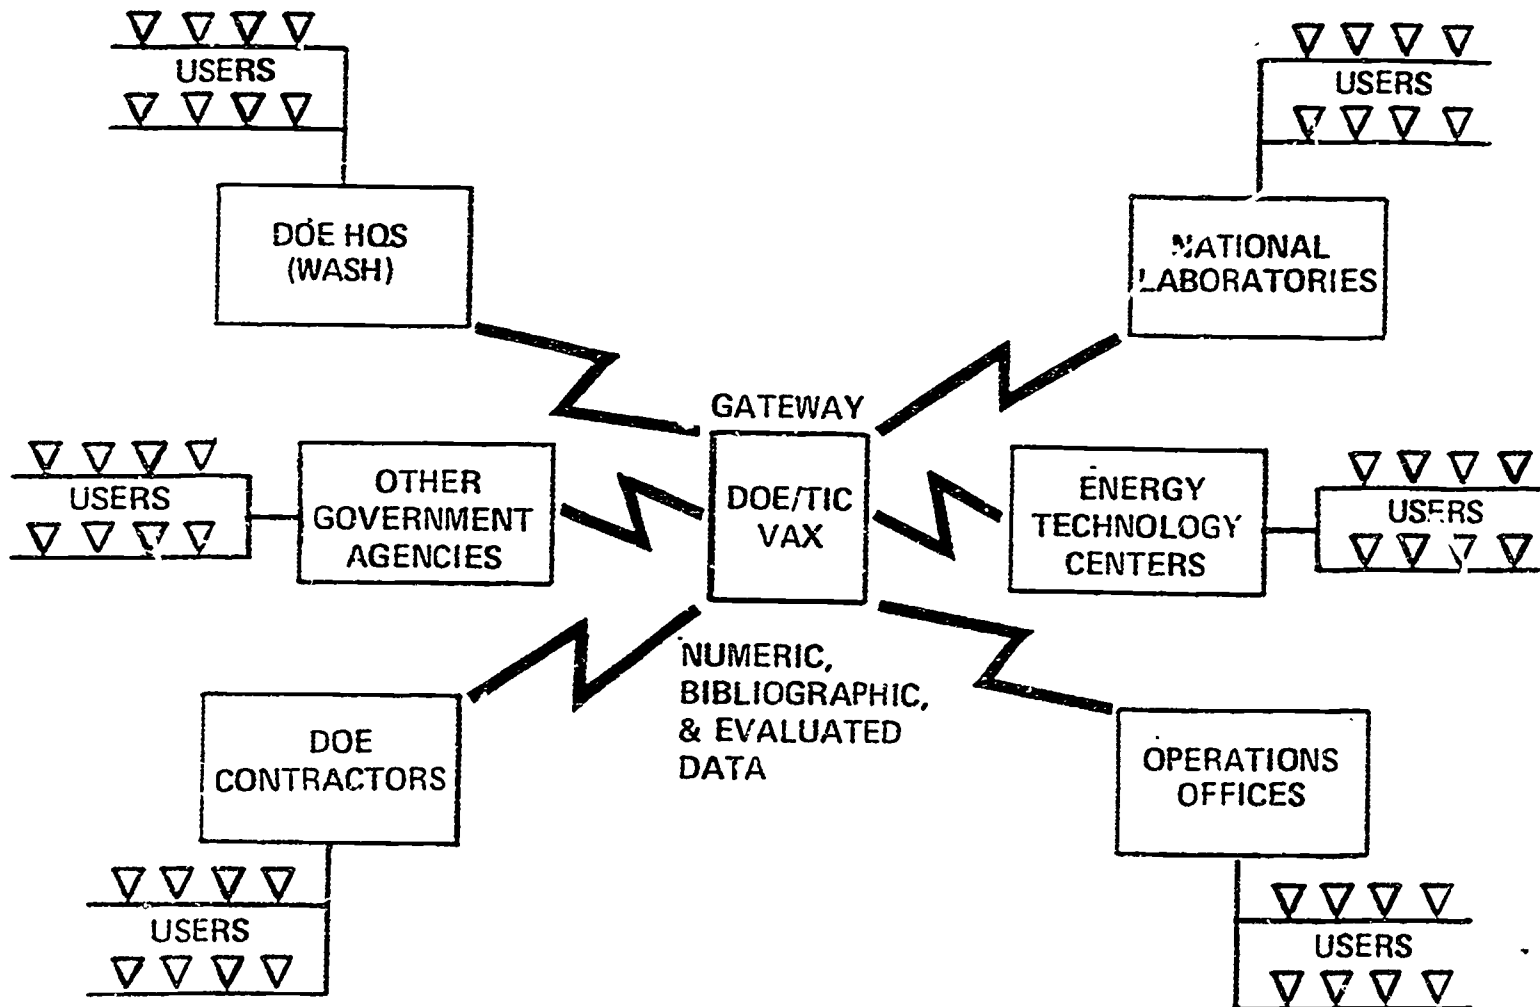 USERS
USERS
DOE HQS
(WASH)
NATIONAL
LABORATORIES
GATEWAY
DOE/TIC
VAX
USERS
OTHER
GOVERNMENT
AGENCIES
ENERGY
TECHNOLOGY
CENTERS
USERS
NUMERIC,
BIBLIOGRAPHIC,
& EVALUATED
DATA
DOE
CONTRACTORS
OPERATIONS
OFFICES
USERS
USERS